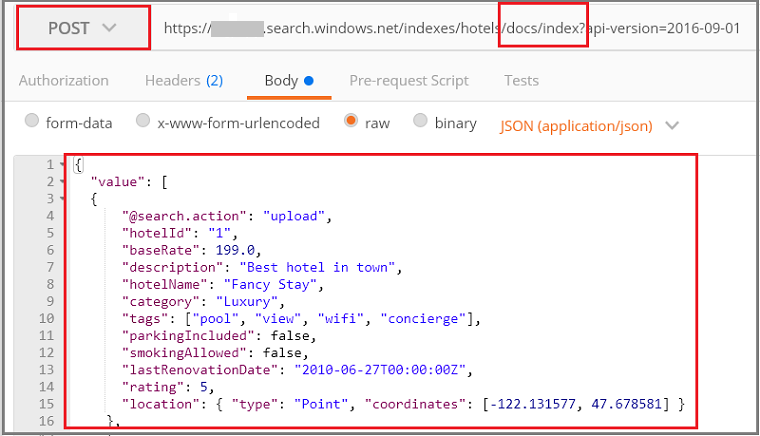 POST https://.search.windows.net/indexes/hotels/docs/index?api-version=2016-09-01
Authorization Headers (2) Body Pre-request Script Tests
form-data x-www-form-urlencoded raw binary JSON (application/json)
1 {
2 "value": [
3 {
4 "@search.action": "upload",
5 "hotelId": "1",
6 "baseRate": 199.0,
7 "description": "Best hotel in town",
8 "hotelName": "Fancy Stay",
9 "category": "Luxury",
10 "tags": ["pool", "view", "wifi", "concierge"],
11 "parkingIncluded": false,
12 "smokingAllowed": false,
13 "lastRenovationDate": "2010-06-27T00:00:00Z",
14 "rating": 5,
15 "location": { "type": "Point", "coordinates": [-122.131577, 47.678581] }
16 },